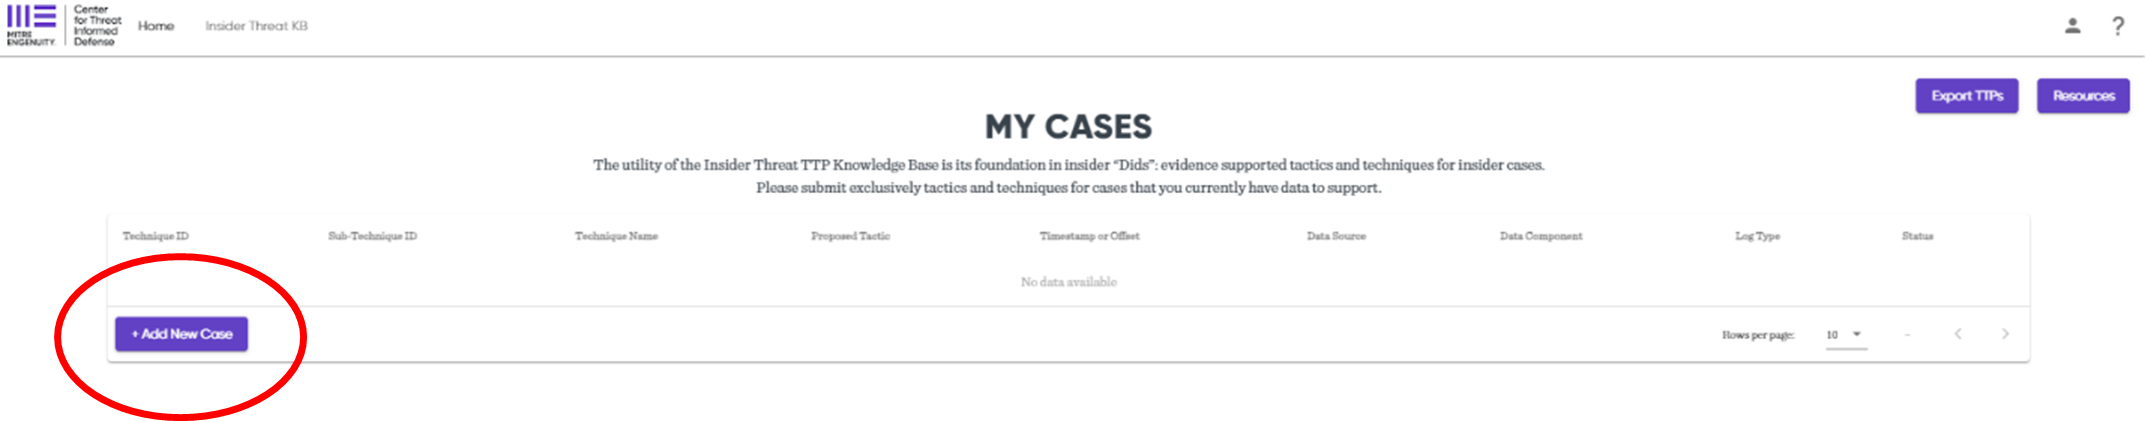 Center
for Threat
Informed
Defense
MITRE
ENGENUITY
Home
Insider Threat KB
?
Export TTPs
Resources
MY CASES
The utility of the Insider Threat TTP Knowledge Base is its foundation in insider “Dids”: evidence supported tactics and techniques for insider cases.
Please submit exclusively tactics and techniques for cases that you currently have data to support.
Technique ID
Sub-Technique ID
Technique Name
Proposed Tactic
Timestamp or Offset
Data Source
Data Component
Log Type
Status
No data available
+ Add New Case
Rows per page:
10
–